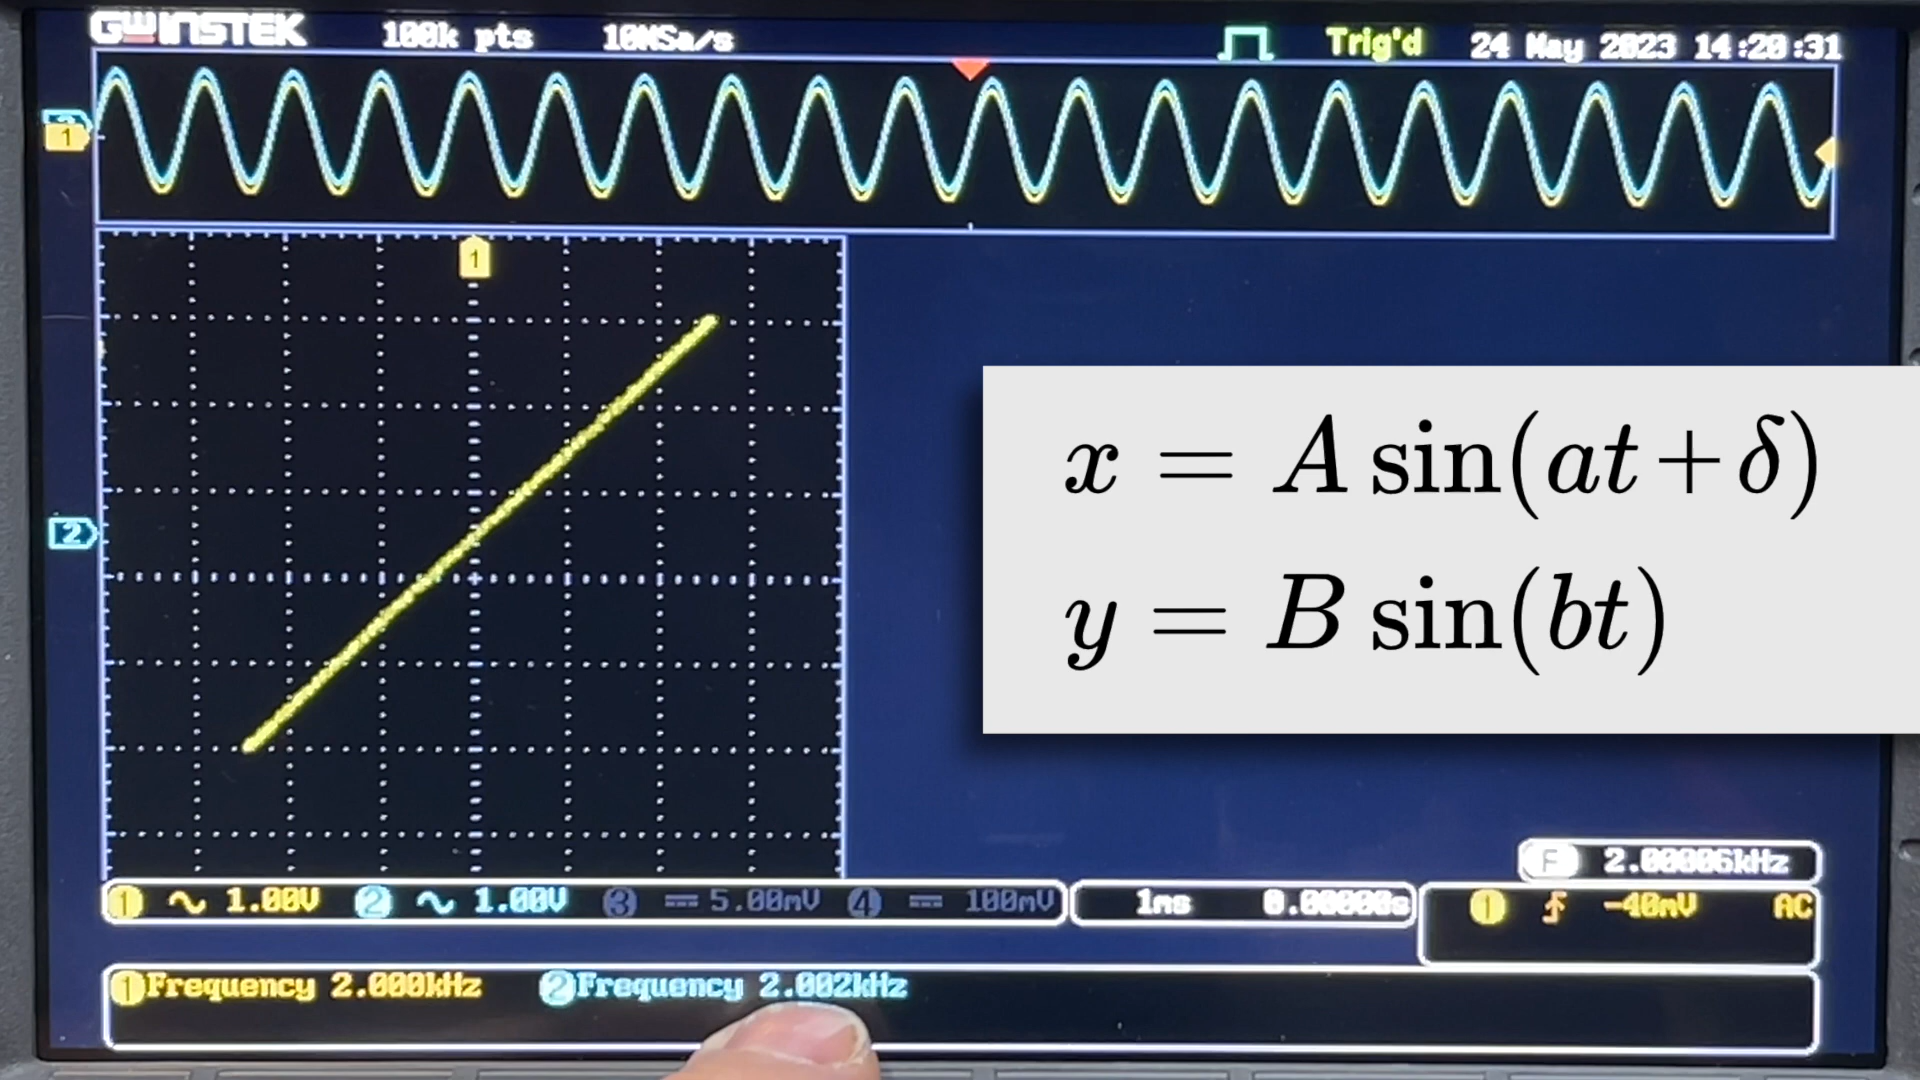 GWINSTEK 100k pts 10MSa/s Trig'd 24 May 2023 14:20:31
1
1
2
x = A sin(at + δ)
y = B sin(bt)
F 2.00006kHz
1 1.00V 2 1.00V 3 5.00mV 4 100mV 1ms 0.00000s 1 -40mV AC
1 Frequency 2.000kHz 2 Frequency 2.002kHz